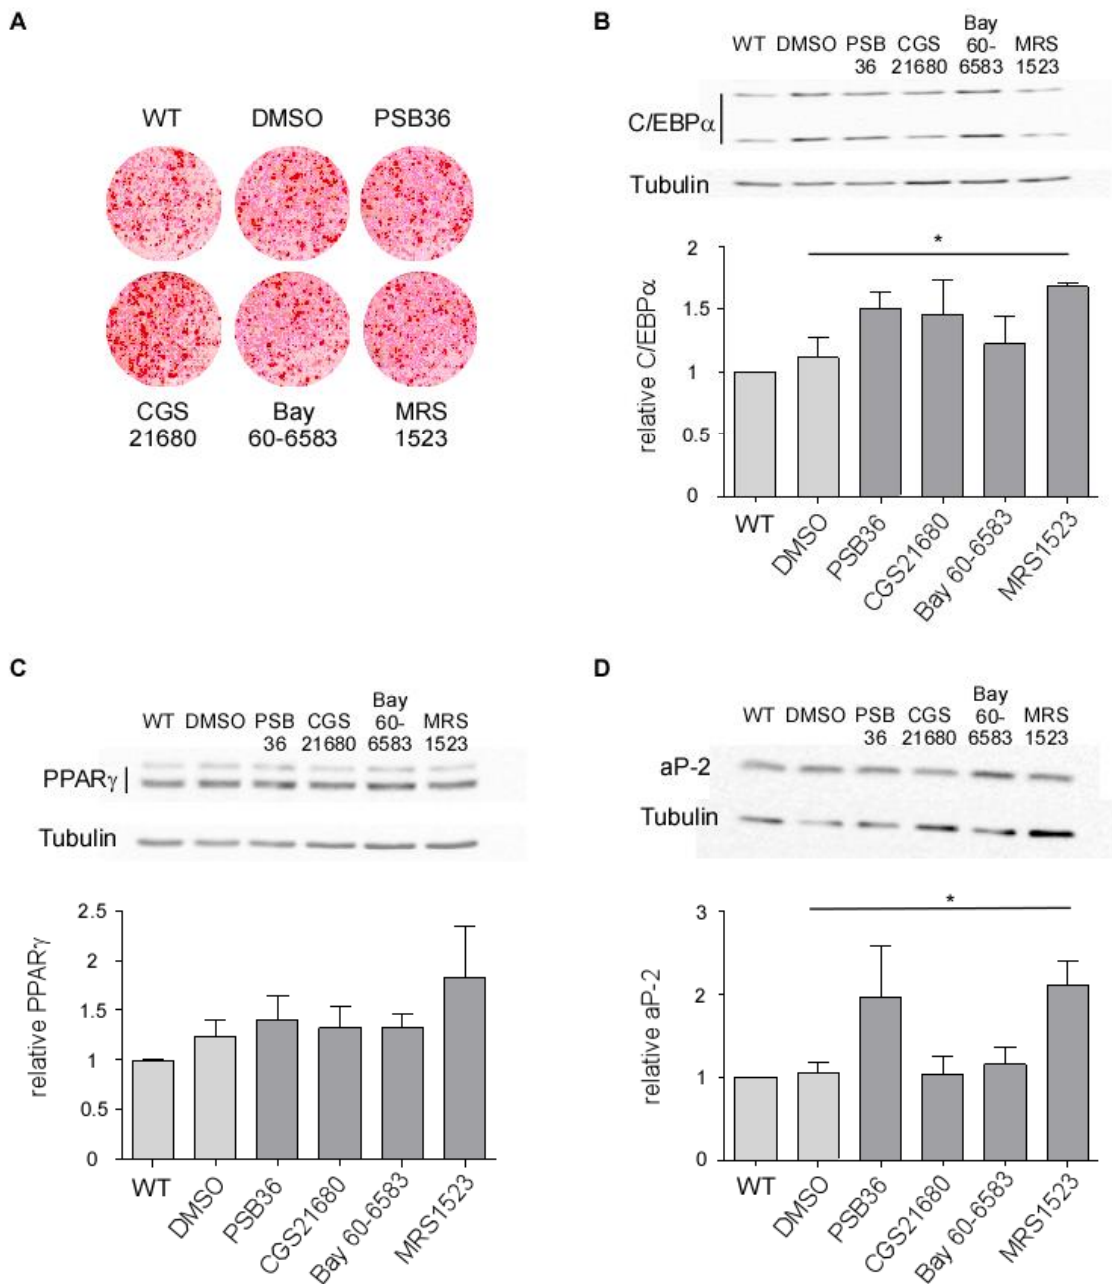 A
WT DMSO PSB36
CGS Bay MRS
21680 60-6583 1523
B
WT DMSO PSB CGS Bay MRS
36 21680 60- 1523
6583
C/EBPα
Tubulin
*
2
1.5
1
0.5
0
relative C/EBPα
WT
DMSO
PSB36
CGS21680
Bay 60-6583
MRS1523
C
WT DMSO PSB CGS Bay MRS
36 21680 60- 1523
6583
PPARγ
Tubulin
2.5
2
1.5
1
0.5
0
relative PPARγ
WT
DMSO
PSB36
CGS21680
Bay 60-6583
MRS1523
D
WT DMSO PSB CGS Bay MRS
36 21680 60- 1523
6583
aP-2
Tubulin
*
3
2
1
0
relative aP-2
WT
DMSO
PSB36
CGS21680
Bay 60-6583
MRS1523